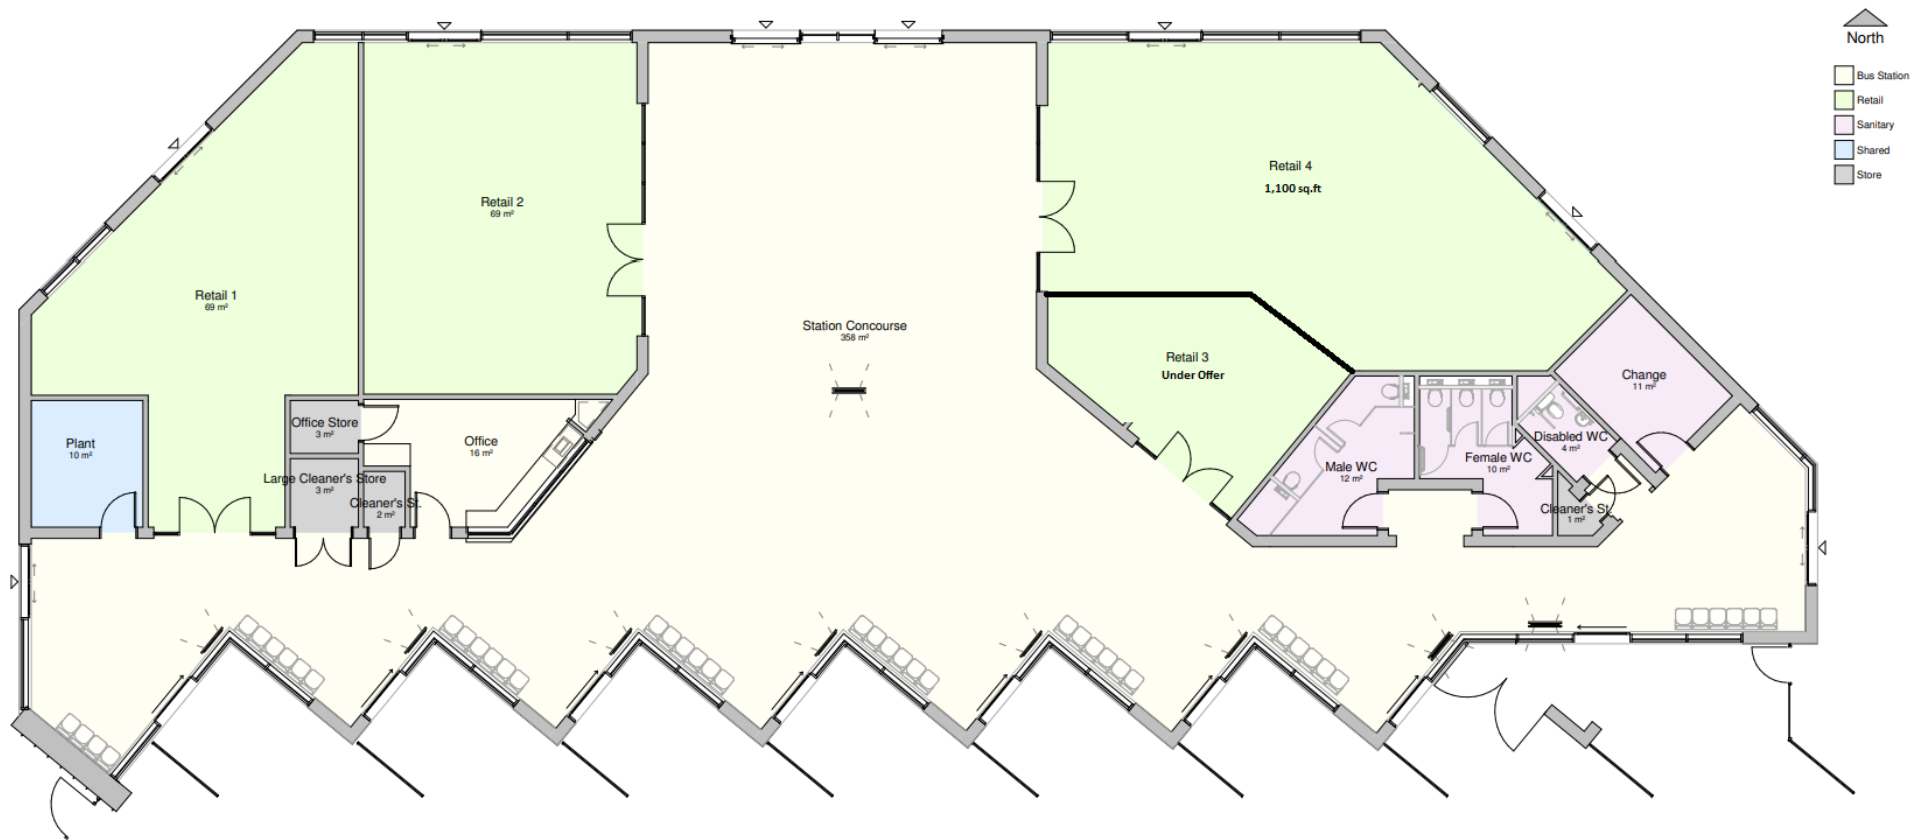 North
Bus Station
Retail
Sanitary
Shared
Store
Retail 1
69 m²
Retail 2
69 m²
Station Concourse
358 m²
Retail 4
1,100 sq.ft
Retail 3
Under Offer
Change
11 m²
Plant
10 m²
Office Store
3 m²
Office
16 m²
Large Cleaner's Store
3 m²
Cleaner's St.
2 m²
Male WC
12 m²
Female WC
10 m²
Disabled WC
4 m²
Cleaner's St.
1 m²